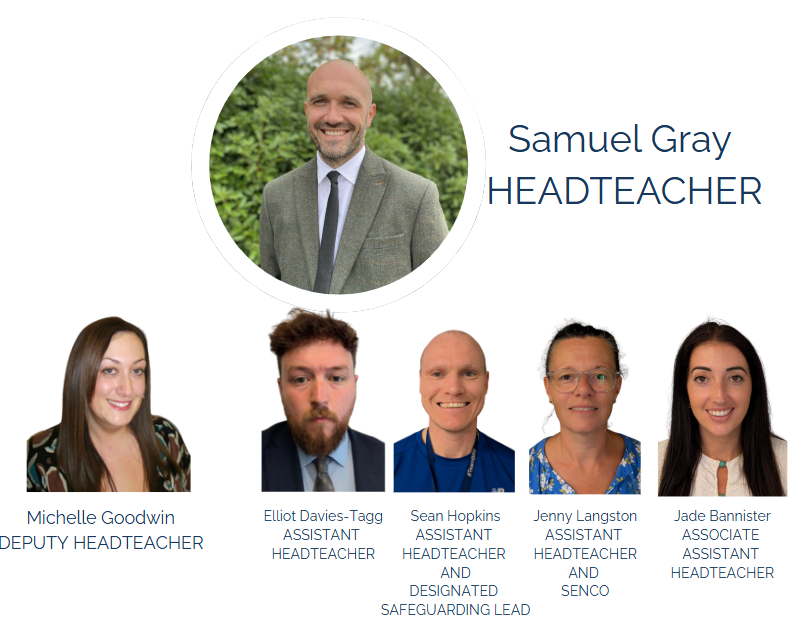 Samuel Gray
HEADTEACHER
Michelle Goodwin
DEPUTY HEADTEACHER
Elliot Davies-Tagg
ASSISTANT
HEADTEACHER
Sean Hopkins
ASSISTANT
HEADTEACHER
AND
DESIGNATED
SAFEGUARDING LEAD
Jenny Langston
ASSISTANT
HEADTEACHER
AND
SENCO
Jade Bannister
ASSOCIATE
ASSISTANT
HEADTEACHER